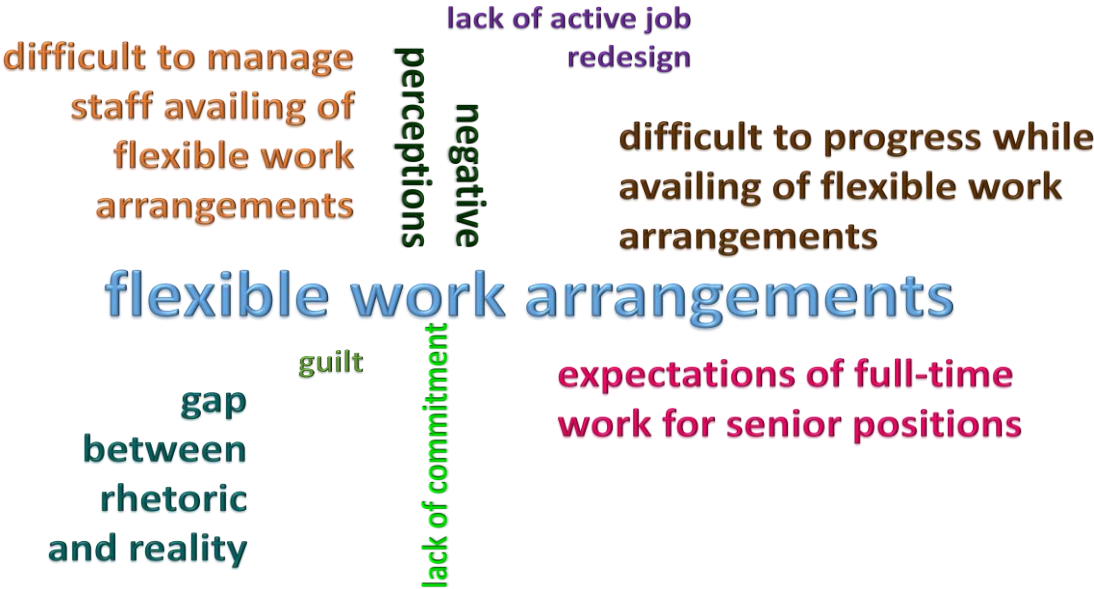 lack of active job
redesign
difficult to manage
staff availing of
flexible work
arrangements
perceptions
negative
difficult to progress while
availing of flexible work
arrangements
flexible work arrangements
guilt
gap
between
rhetoric
and reality
lack of commitment
expectations of full-time
work for senior positions